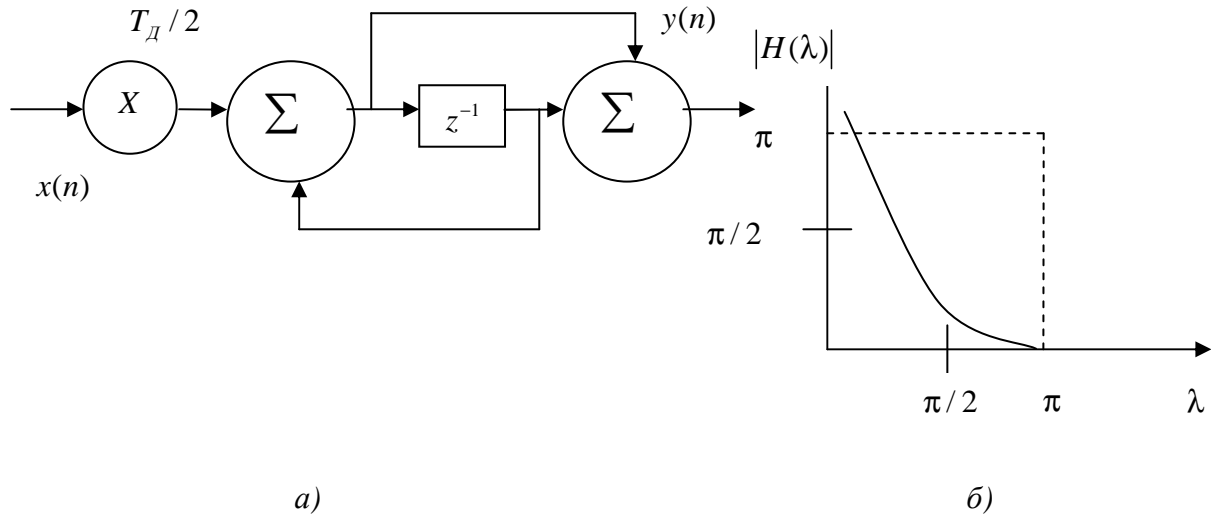 T_Д / 2
y(n)
|H(λ)|
X
Σ
z⁻¹
Σ
π
x(n)
π / 2
π / 2
π
λ
а)
б)